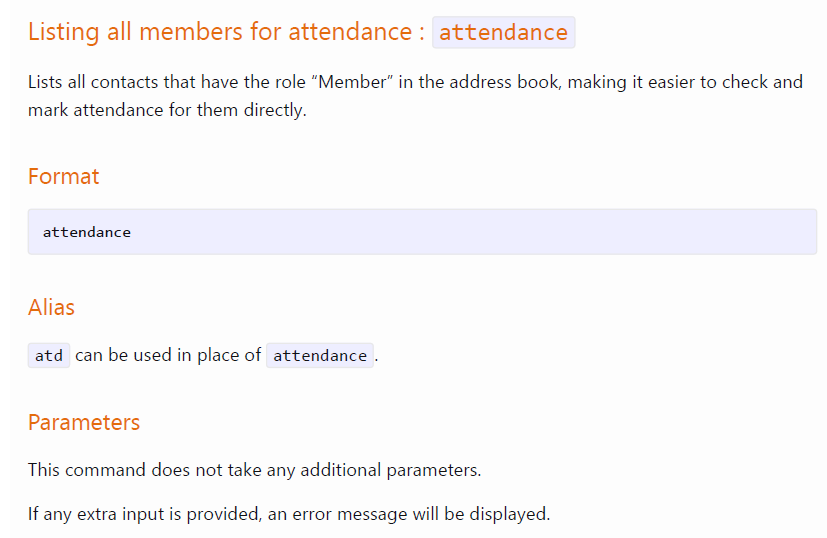 Listing all members for attendance : attendance
Lists all contacts that have the role “Member” in the address book, making it easier to check and
mark attendance for them directly.
Format
attendance
Alias
atd can be used in place of attendance.
Parameters
This command does not take any additional parameters.
If any extra input is provided, an error message will be displayed.